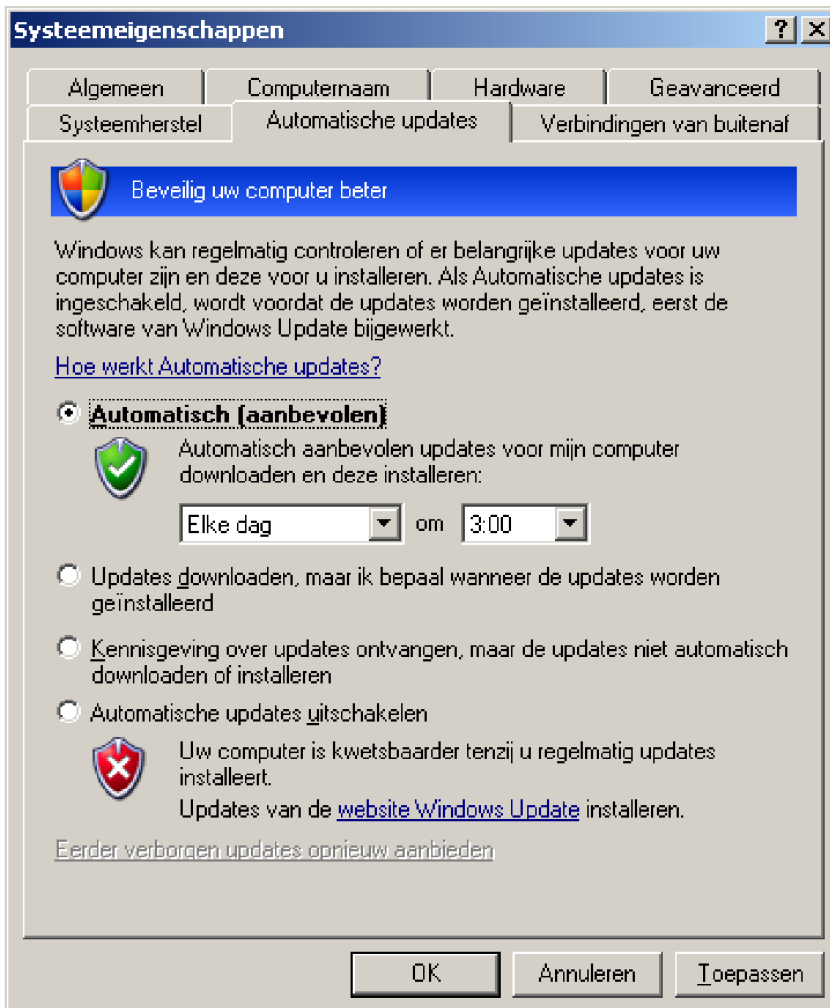 Systeemeigenschappen
Algemeen Computernaam Hardware Geavanceerd
Systeemherstel Automatische updates Verbindingen van buitenaf
Beveilig uw computer beter
Windows kan regelmatig controleren of er belangrijke updates voor uw
computer zijn en deze voor u installeren. Als Automatische updates is
ingeschakeld, wordt voordat de updates worden geïnstalleerd, eerst de
software van Windows Update bijgewerkt.
Hoe werkt Automatische updates?
Automatisch (aanbevolen)
Automatisch aanbevolen updates voor mijn computer
downloaden en deze installeren:
Elke dag om 3:00
Updates downloaden, maar ik bepaal wanneer de updates worden
geïnstalleerd
Kennisgeving over updates ontvangen, maar de updates niet automatisch
downloaden of installeren
Automatische updates uitschakelen
Uw computer is kwetsbaarder tenzij u regelmatig updates
installeert.
Updates van de website Windows Update installeren.
Eerder verborgen updates opnieuw aanbieden
OK Annuleren Toepassen